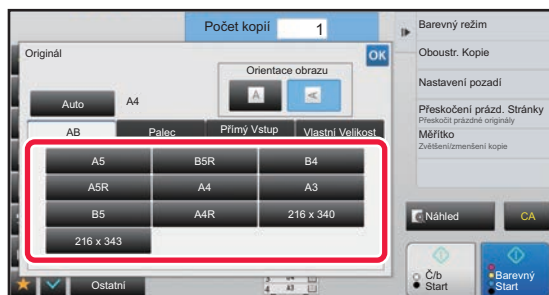 Počet kopií 1
Originál
OK
Orientace obrazu
A A
Auto A4
AB Palec Přímý Vstup Vlastní Velikost
A5 B5R B4
A5R A4 A3
B5 A4R 216 x 340
216 x 343
Ostatní
Barevný režim
Oboustr. Kopie
Nastavení pozadí
Přeskočení prázd. Stránky
Přeskočit prázdné originály
Měřítko
Zvětšení/zmenšení kopie
Náhled CA
Č/b
Start
Barevný
Start